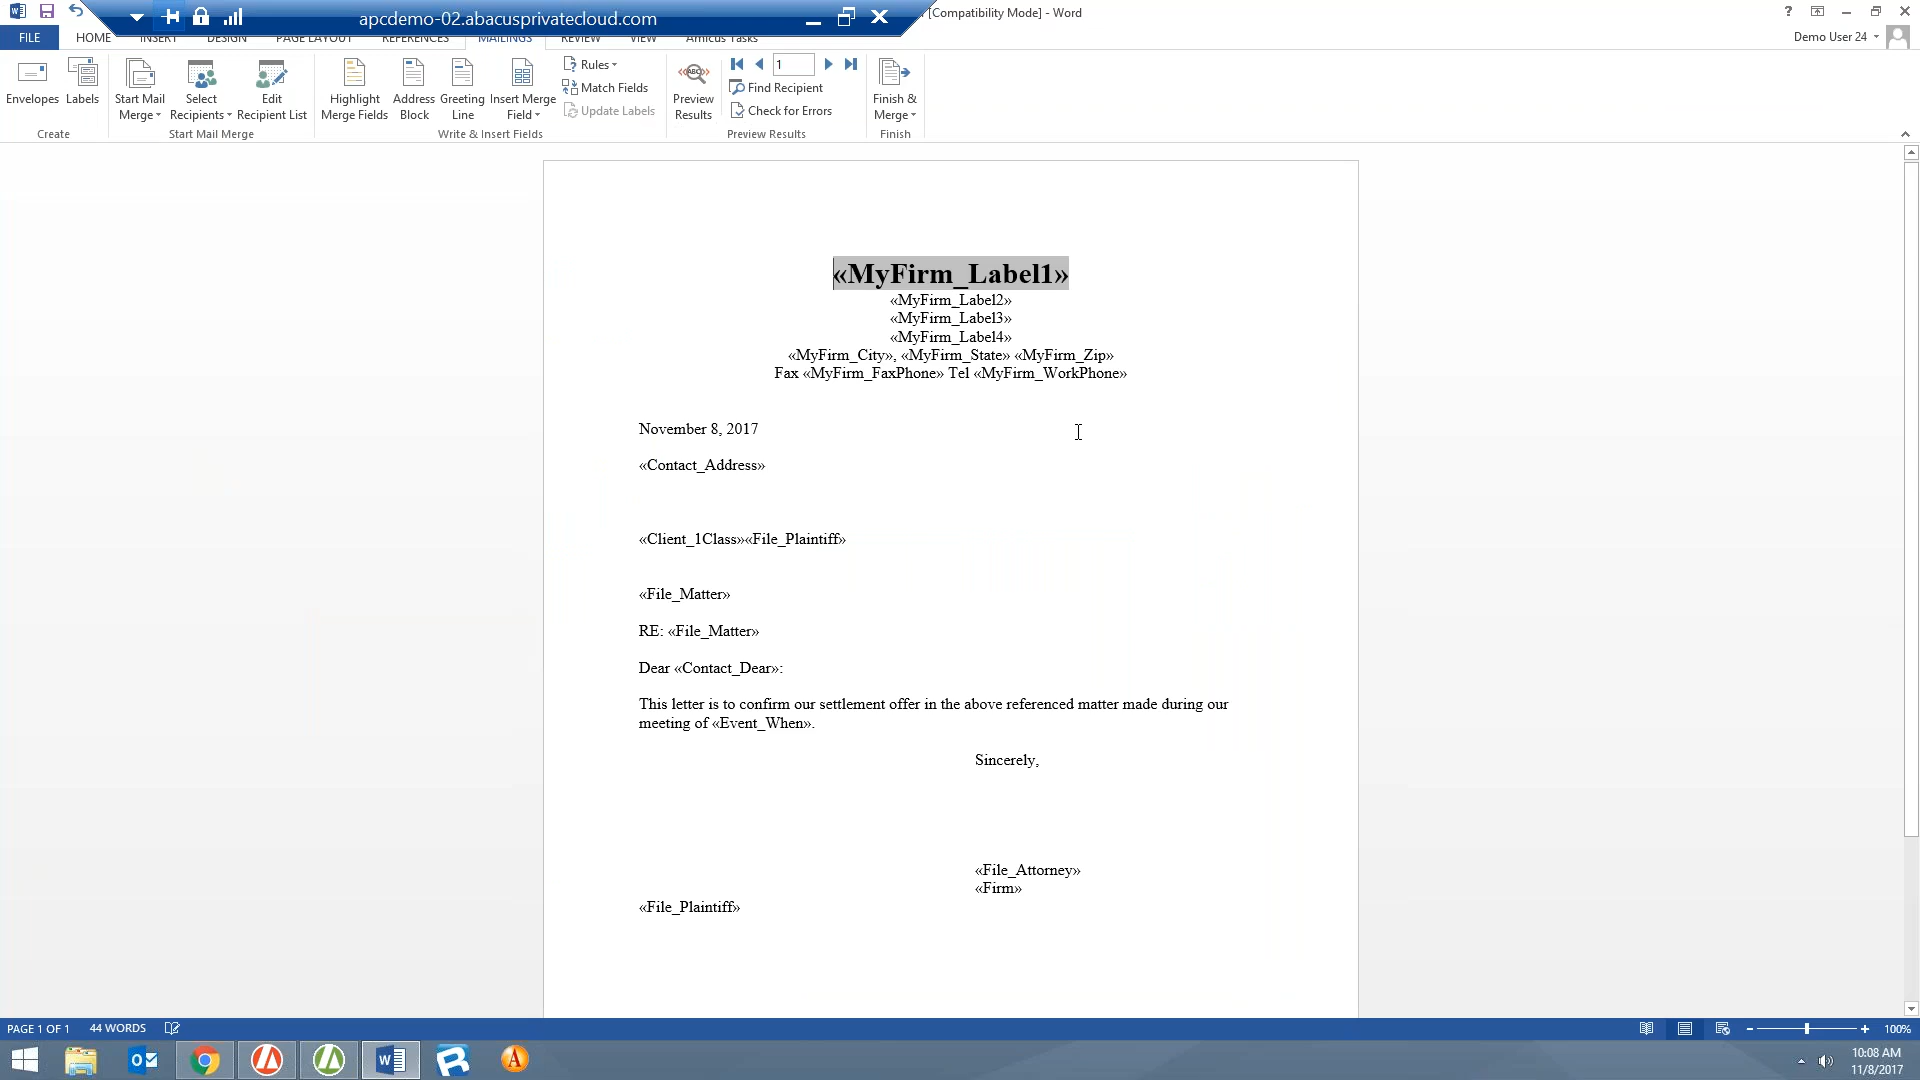 apcdemo-02.abacusprivatecloud.com
[Compatibility Mode] - Word
FILE
HOME
INSERT
DESIGN
PAGE LAYOUT
REFERENCES
MAILINGS
REVIEW
VIEW
Amicus Tasks
Demo User 24
Envelopes
Labels
Create
Start Mail
Merge
Select
Recipients
Edit
Recipient List
Start Mail Merge
Highlight
Merge Fields
Address
Block
Greeting
Line
Insert Merge
Field
Rules
Match Fields
Update Labels
Write & Insert Fields
ABC
Preview
Results
1
Find Recipient
Check for Errors
Preview Results
Finish &
Merge
Finish
«MyFirm_Label1»
«MyFirm_Label2»
«MyFirm_Label3»
«MyFirm_Label4»
«MyFirm_City», «MyFirm_State» «MyFirm_Zip»
Fax «MyFirm_FaxPhone» Tel «MyFirm_WorkPhone»
November 8, 2017
«Contact_Address»
«Client_1Class»«File_Plaintiff»
«File_Matter»
RE: «File_Matter»
Dear «Contact_Dear»:
This letter is to confirm our settlement offer in the above referenced matter made during our
meeting of «Event_When».
Sincerely,
«File_Attorney»
«Firm»
«File_Plaintiff»
PAGE 1 OF 1
44 WORDS
100%
10:08 AM
11/8/2017